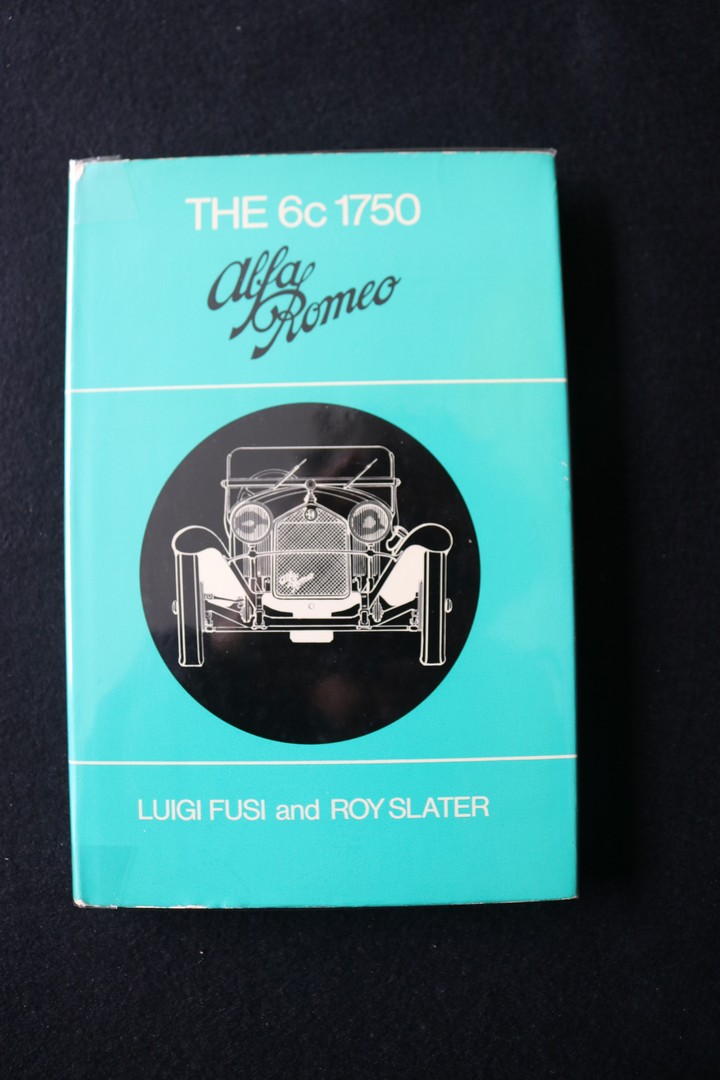 THE 6c 1750
Alfa
Romeo
LUIGI FUSI and ROY SLATER